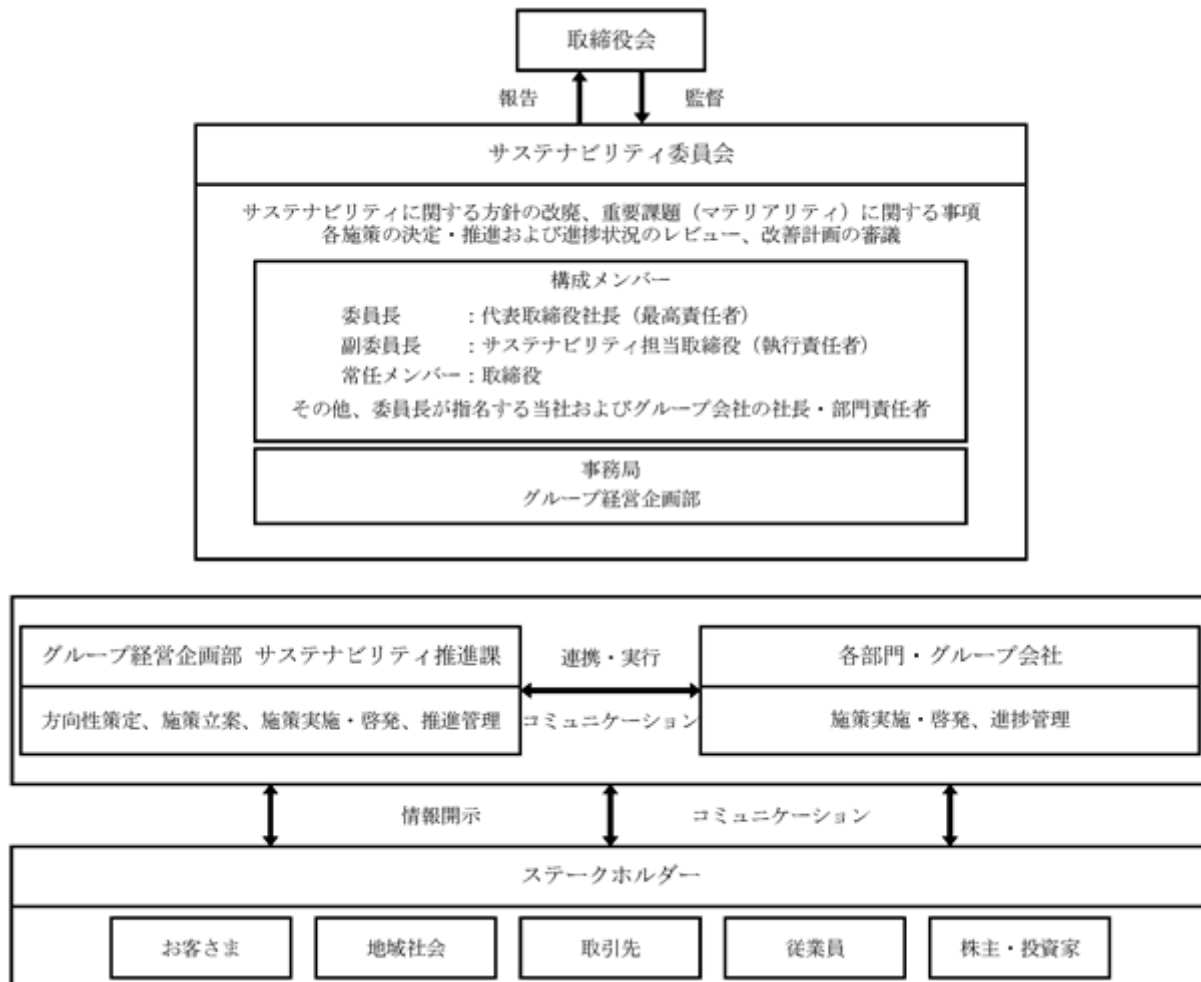 取締役会
報告
監督
サステナビリティ委員会
サステナビリティに関する方針の改廃、重要課題（マテリアリティ）に関する事項
各施策の決定・推進および進捗状況のレビュー、改善計画の審議
構成メンバー
委員長　　　：代表取締役社長（最高責任者）
副委員長　　：サステナビリティ担当取締役（執行責任者）
常任メンバー：取締役
その他、委員長が指名する当社およびグループ会社の社長・部門責任者
事務局
グループ経営企画部
グループ経営企画部 サステナビリティ推進課
方向性策定、施策立案、施策実施・啓発、推進管理
連携・実行
コミュニケーション
各部門・グループ会社
施策実施・啓発、進捗管理
情報開示
コミュニケーション
ステークホルダー
お客さま
地域社会
取引先
従業員
株主・投資家